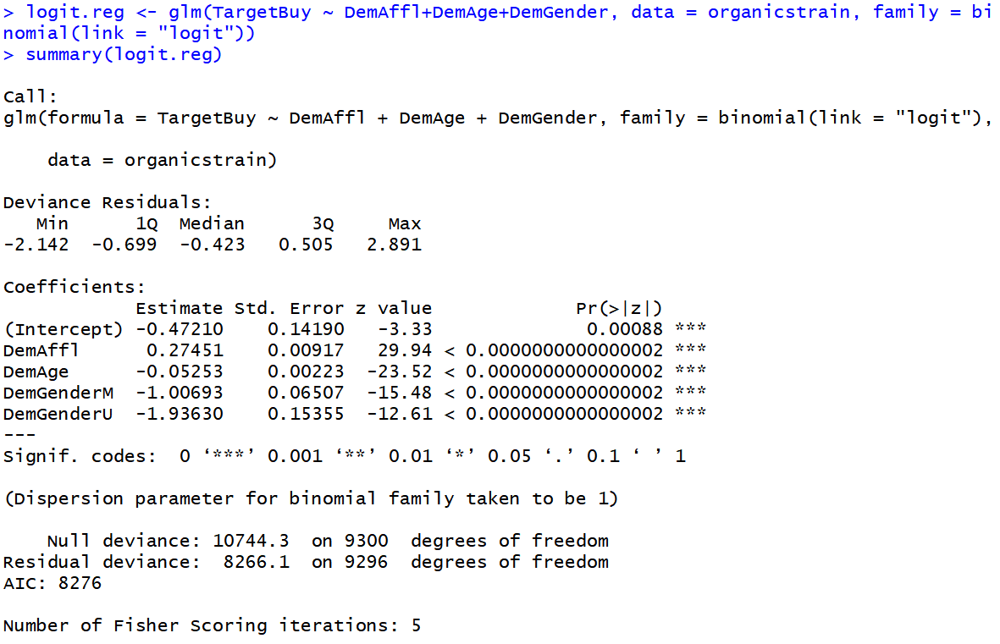 > logit.reg <- glm(TargetBuy ~ DemAffl+DemAge+DemGender, data = organicstrain, family = bi
nomial(link = "logit"))
> summary(logit.reg)
Call:
glm(formula = TargetBuy ~ DemAffl + DemAge + DemGender, family = binomial(link = "logit"),
    data = organicstrain)
Deviance Residuals:
   Min      1Q  Median      3Q     Max
-2.142  -0.699  -0.423   0.505   2.891
Coefficients:
            Estimate Std. Error z value             Pr(>|z|)
(Intercept) -0.47210    0.14190   -3.33              0.00088 ***
DemAffl      0.27451    0.00917   29.94 < 0.0000000000000002 ***
DemAge      -0.05253    0.00223  -23.52 < 0.0000000000000002 ***
DemGenderM  -1.00693    0.06507  -15.48 < 0.0000000000000002 ***
DemGenderU  -1.93630    0.15355  -12.61 < 0.0000000000000002 ***
---
Signif. codes:  0 ‘***’ 0.001 ‘**’ 0.01 ‘*’ 0.05 ‘.’ 0.1 ‘ ’ 1
(Dispersion parameter for binomial family taken to be 1)
    Null deviance: 10744.3  on 9300  degrees of freedom
Residual deviance:  8266.1  on 9296  degrees of freedom
AIC: 8276
Number of Fisher Scoring iterations: 5